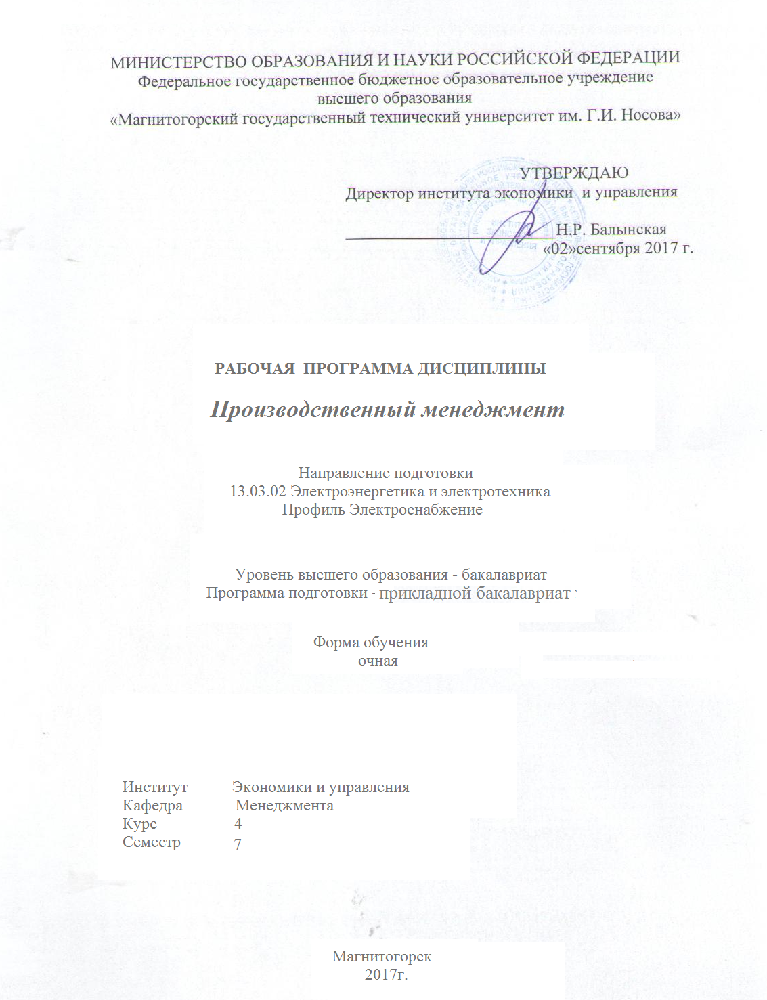 МИНИСТЕРСТВО ОБРАЗОВАНИЯ И НАУКИ РОССИЙСКОЙ ФЕДЕРАЦИИ
Федеральное государственное бюджетное образовательное учреждение
высшего образования
«Магнитогорский государственный технический университет им. Г.И. Носова»
УТВЕРЖДАЮ
Директор института экономики и управления
Н.Р. Балынская
«02»сентября 2017 г.
ИНСТИТУТ
ЭКОНОМИКИ
И УПРАВЛЕНИЯ
РАБОЧАЯ ПРОГРАММА ДИСЦИПЛИНЫ
Производственный менеджмент
Направление подготовки
13.03.02 Электроэнергетика и электротехника
Профиль Электроснабжение
Уровень высшего образования - бакалавриат
Программа подготовки - прикладной бакалавриат
Форма обучения
очная
Институт Экономики и управления
Кафедра Менеджмента
Курс 4
Семестр 7
Магнитогорск
2017г.